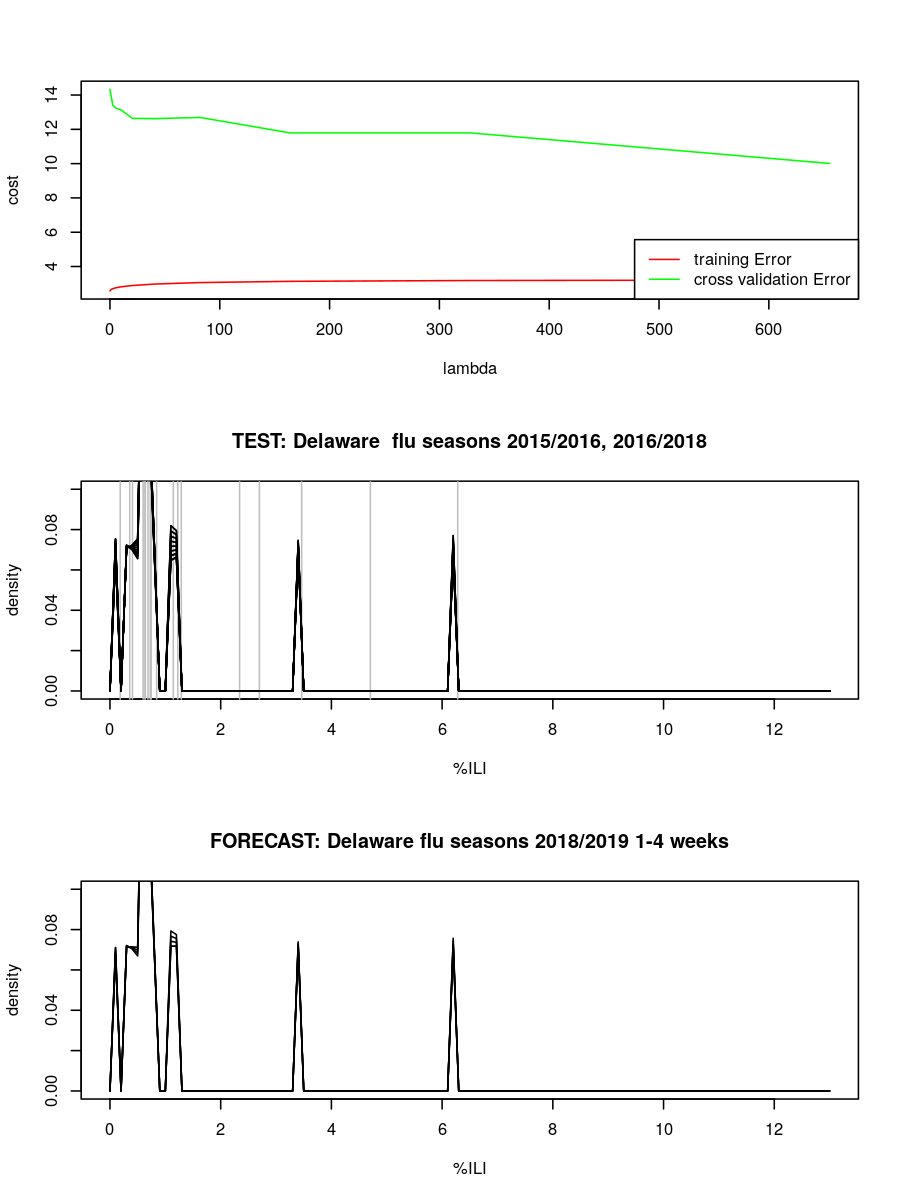 14
12
10
8
6
4
cost
training Error
cross validation Error
0 100 200 300 400 500 600
lambda
TEST: Delaware  flu seasons 2015/2016, 2016/2018
0.08
0.04
0.00
density
0 2 4 6 8 10 12
%ILI
FORECAST: Delaware flu seasons 2018/2019 1-4 weeks
0.08
0.04
0.00
density
0 2 4 6 8 10 12
%ILI